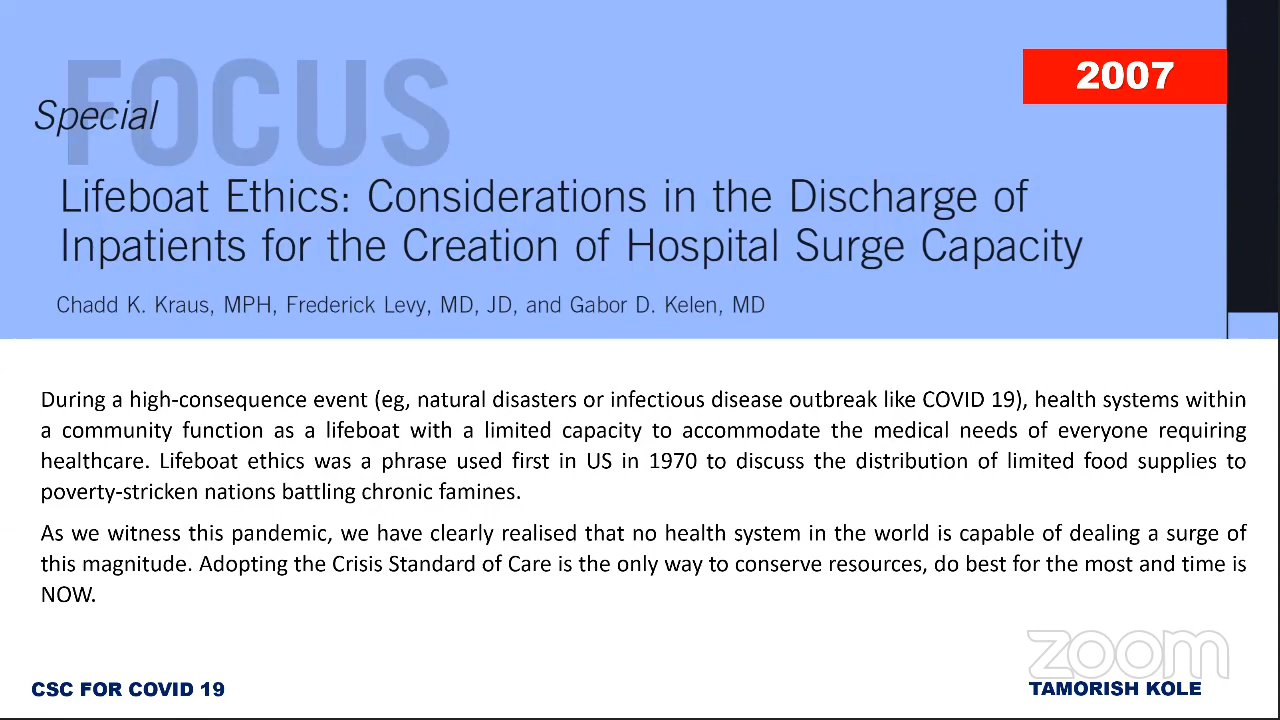 FOCUS
Special
2007
Lifeboat Ethics: Considerations in the Discharge of
Inpatients for the Creation of Hospital Surge Capacity
Chadd K. Kraus, MPH, Frederick Levy, MD, JD, and Gabor D. Kelen, MD
During a high-consequence event (eg, natural disasters or infectious disease outbreak like COVID 19), health systems within
a community function as a lifeboat with a limited capacity to accommodate the medical needs of everyone requiring
healthcare. Lifeboat ethics was a phrase used first in US in 1970 to discuss the distribution of limited food supplies to
poverty-stricken nations battling chronic famines.
As we witness this pandemic, we have clearly realised that no health system in the world is capable of dealing a surge of
this magnitude. Adopting the Crisis Standard of Care is the only way to conserve resources, do best for the most and time is
NOW.
zoom
CSC FOR COVID 19
TAMORISH KOLE